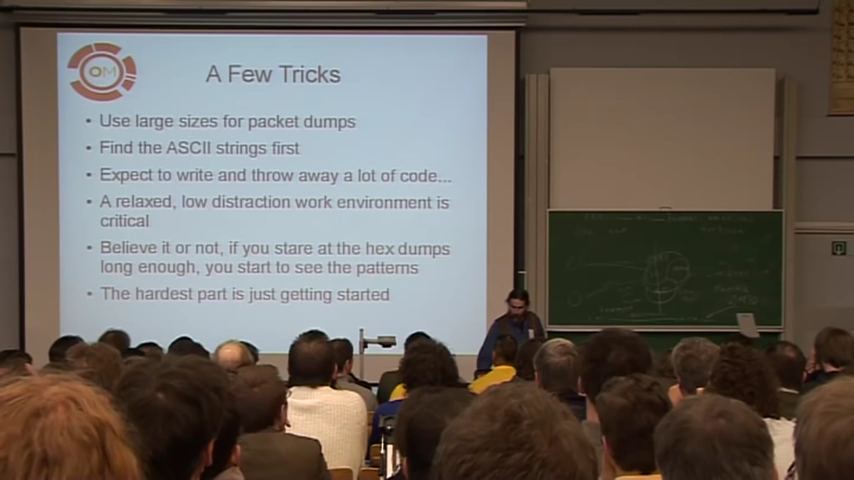 OM
A Few Tricks
• Use large sizes for packet dumps
• Find the ASCII strings first
• Expect to write and throw away a lot of code...
• A relaxed, low distraction work environment is
critical
• Believe it or not, if you stare at the hex dumps
long enough, you start to see the patterns
• The hardest part is just getting started